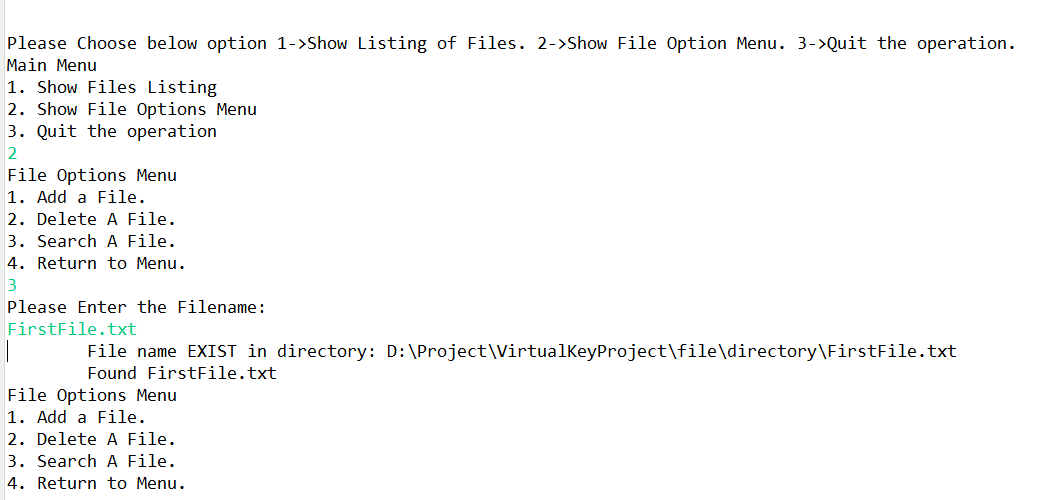 Please Choose below option 1->Show Listing of Files. 2->Show File Option Menu. 3->Quit the operation.
Main Menu
1. Show Files Listing
2. Show File Options Menu
3. Quit the operation
2
File Options Menu
1. Add a File.
2. Delete A File.
3. Search A File.
4. Return to Menu.
3
Please Enter the Filename:
FirstFile.txt
File name EXIST in directory: D:\Project\VirtualKeyProject\file\directory\FirstFile.txt
Found FirstFile.txt
File Options Menu
1. Add a File.
2. Delete A File.
3. Search A File.
4. Return to Menu.